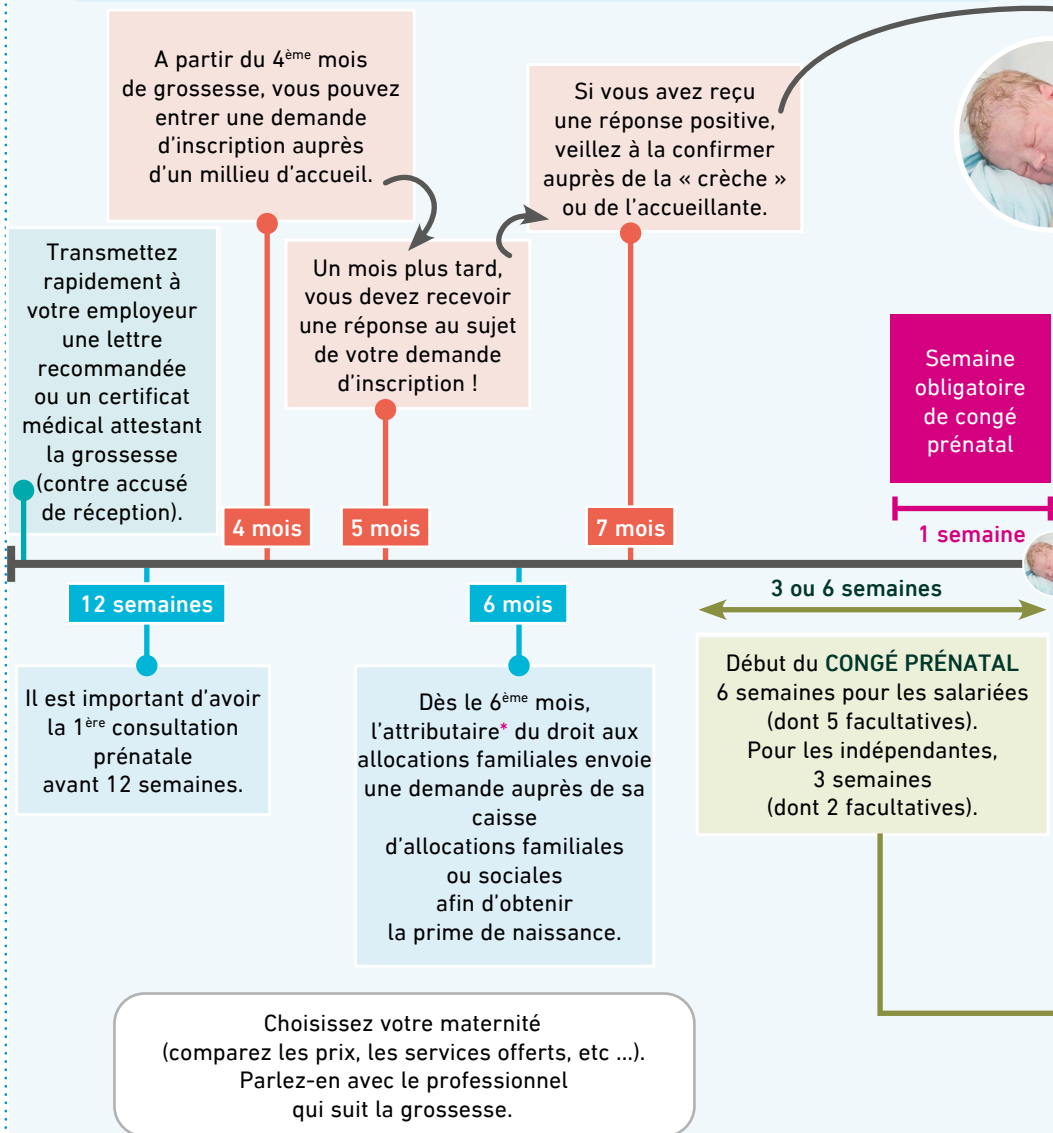 A partir du 4ème mois
de grossesse, vous pouvez
entrer une demande
d'inscription auprès
d'un millieu d'accueil.
Si vous avez reçu
une réponse positive,
veillez à la confirmer
auprès de la « crèche »
ou de l'accueillante.
Transmettez
rapidement à
votre employeur
une lettre
recommandée
ou un certificat
médical attestant
la grossesse
(contre accusé
de réception).
Un mois plus tard,
vous devez recevoir
une réponse au sujet
de votre demande
d'inscription !
Semaine
obligatoire
de congé
prénatal
4 mois
5 mois
7 mois
1 semaine
12 semaines
6 mois
3 ou 6 semaines
Il est important d'avoir
la 1ère consultation
prénatale
avant 12 semaines.
Dès le 6ème mois,
l'attributaire* du droit aux
allocations familiales envoie
une demande auprès de sa
caisse
d'allocations familiales
ou sociales
afin d'obtenir
la prime de naissance.
Début du CONGÉ PRÉNATAL
6 semaines pour les salariées
(dont 5 facultatives).
Pour les indépendantes,
3 semaines
(dont 2 facultatives).
Choisissez votre maternité
(comparez les prix, les services offerts, etc ...).
Parlez-en avec le professionnel
qui suit la grossesse.